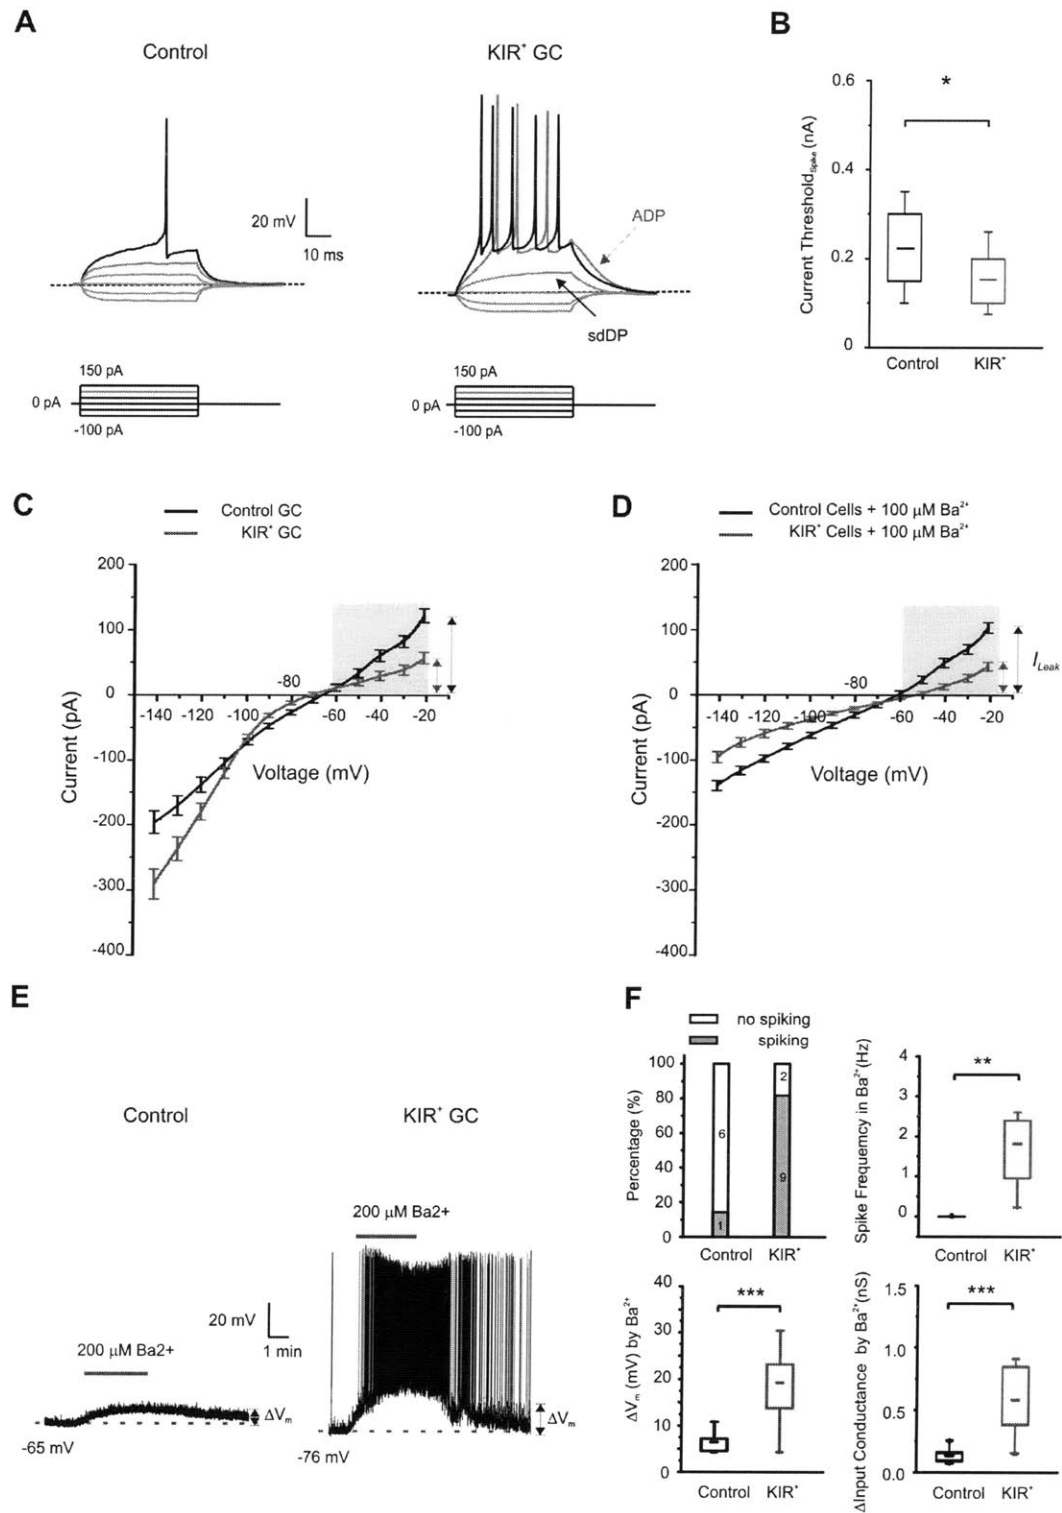 A
Control
KIR⁺ GC
20 mV
10 ms
ADP
sdDP
150 pA
0 pA
-100 pA
150 pA
0 pA
-100 pA
B
Current Threshold Spike (nA)
0.6
0.4
0.2
0
*
Control
KIR⁺
C
Control GC
KIR⁺ GC
Current (pA)
200
100
0
-100
-200
-300
-400
-140
-120
-100
-80
-60
-40
-20
Voltage (mV)
D
Control Cells + 100 μM Ba²⁺
KIR⁺ Cells + 100 μM Ba²⁺
Current (pA)
200
100
0
-100
-200
-300
-400
-140
-120
-100
-80
-60
-40
-20
I Leak
Voltage (mV)
E
Control
KIR⁺ GC
200 μM Ba2+
20 mV
1 min
200 μM Ba2+
ΔVm
-65 mV
ΔVm
-76 mV
F
no spiking
spiking
Percentage (%)
100
80
60
40
20
0
6
1
2
9
Control
KIR⁺
Spike Frequency in Ba²⁺(Hz)
4
3
2
1
0
**
Control
KIR⁺
ΔVm (mV) by Ba²⁺
40
30
20
10
0
***
Control
KIR⁺
ΔInput Conductance by Ba²⁺(nS)
1.5
1.0
0.5
0.0
***
Control
KIR⁺